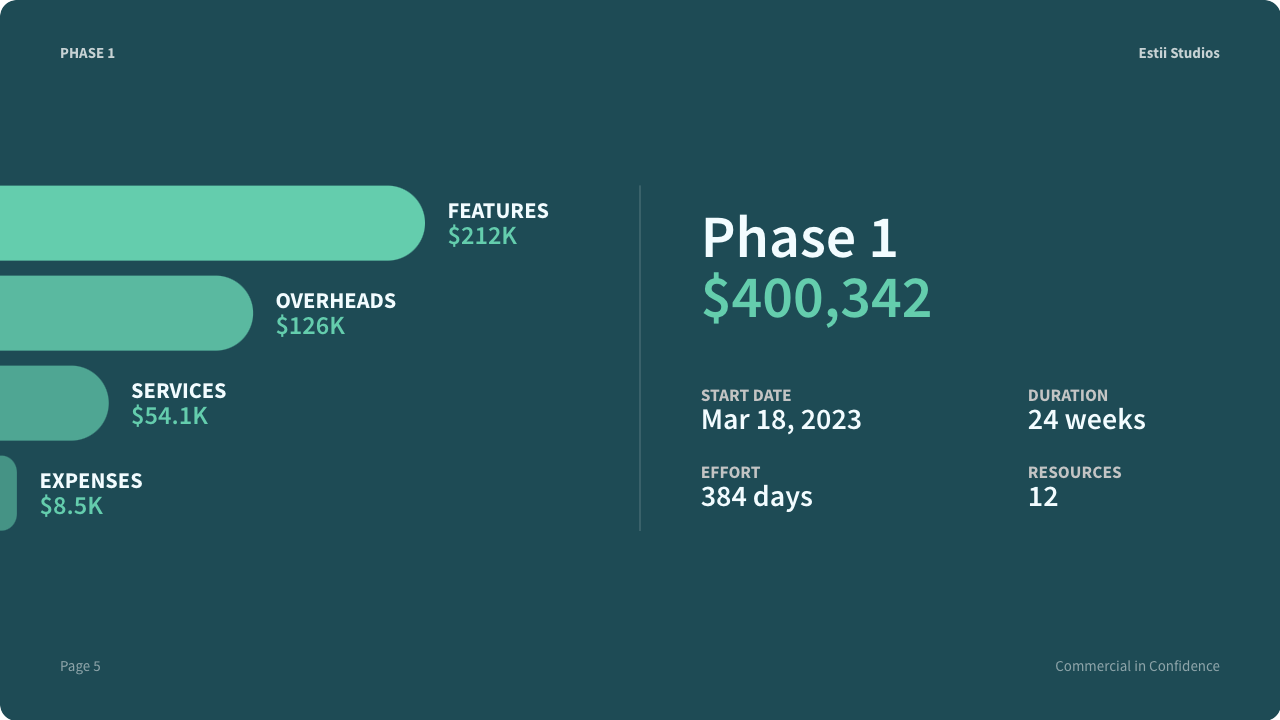 PHASE 1
Estii Studios
FEATURES
$212K
OVERHEADS
$126K
SERVICES
$54.1K
EXPENSES
$8.5K
Phase 1
$400,342
START DATE
Mar 18, 2023
DURATION
24 weeks
EFFORT
384 days
RESOURCES
12
Page 5
Commercial in Confidence